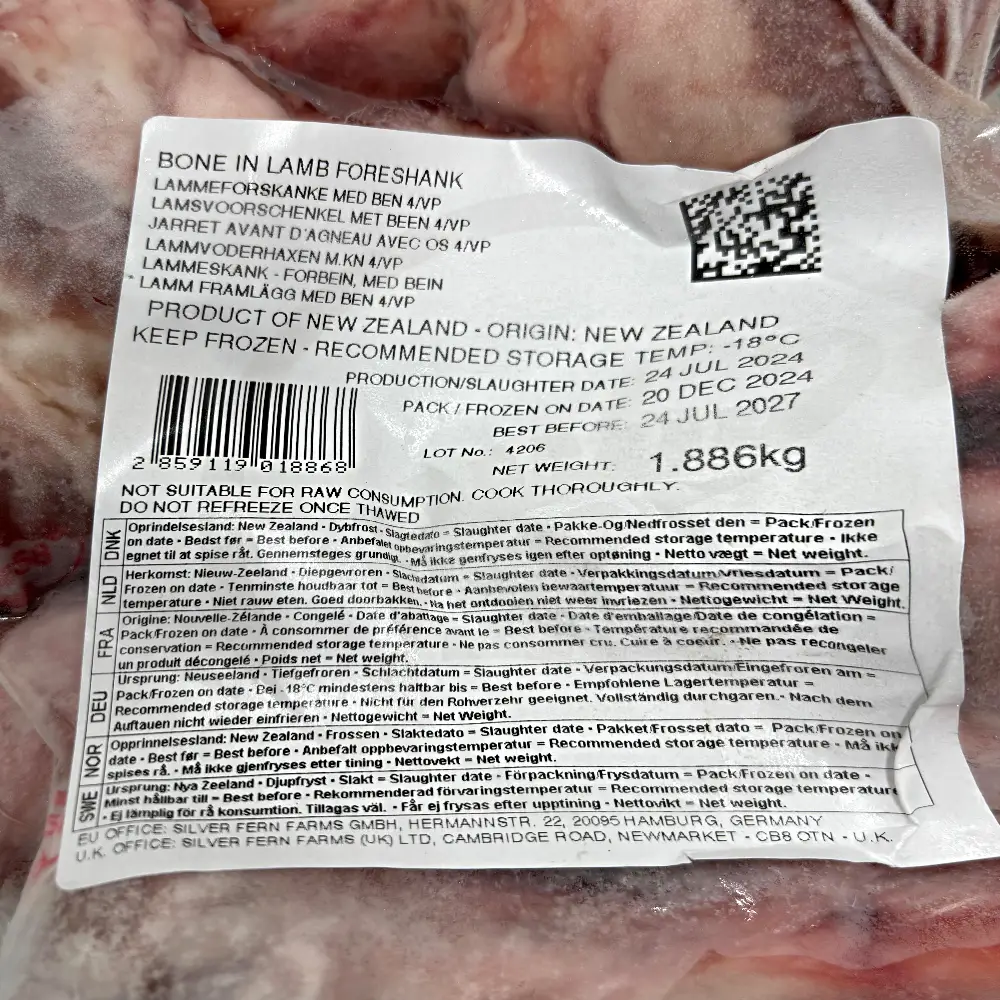 BONE IN LAMB FORESHANK
LAMMEFORSKANKE MED BEN 4/VP
LAMSVOORSCHENKEL MET BEEN 4/VP
JARRET AVANT D'AGNEAU AVEC OS 4/VP
LAMMVODERHAXEN M.KN 4/VP
LAMMESKANK - FORBEIN, MED BEIN
LAMM FRAMLÄGG MED BEN 4/VP
PRODUCT OF NEW ZEALAND - ORIGIN: NEW ZEALAND
KEEP FROZEN - RECOMMENDED STORAGE TEMP: -18°C
PRODUCTION/SLAUGHTER DATE: 24 JUL 2024
PACK / FROZEN ON DATE: 20 DEC 2024
BEST BEFORE: 24 JUL 2027
LOT No.: 4206
NET WEIGHT: 1.886kg
2 859119 018868
NOT SUITABLE FOR RAW CONSUMPTION. COOK THOROUGHLY.
DO NOT REFREEZE ONCE THAWED
DNK
Oprindelsesland: New Zealand • Dybfrost • Slagtedato = Slaughter date • Pakke-Og/Nedfrosset den = Pack/Frozen
on date • Bedst før = Best before • Anbefalet opbevaringstemperatur = Recommended storage temperature • Ikke
egnet til at spise råt. Gennemsteges grundigt. • Må ikke genfryses igen efter optøning • Netto vægt = Net weight.
NLD
Herkomst: Nieuw-Zeeland • Diepgevroren • Slachtdatum = Slaughter date • Verpakkingsdatum/Vriesdatum = Pack/
Frozen on date • Tenminste houdbaar tot = Best before • Aanbevolen bewaartemperatuur = Recommended storage
temperature • Niet rauw eten. Goed doorbakken. • Na het ontdooien niet weer invriezen • Nettogewicht = Net Weight.
FRA
Origine: Nouvelle-Zélande • Congelé • Date d'abattage = Slaughter date • Date d'emballage/Date de congélation =
Pack/Frozen on date • À consommer de préférence avant le = Best before • Température recommandée de
conservation = Recommended storage temperature • Ne pas consommer cru. Cuire à coeur. • Ne pas recongeler
un produit décongelé • Poids net = Net weight.
DEU
Ursprung: Neuseeland • Tiefgefroren • Schlachtdatum = Slaughter date • Verpackungsdatum/Eingefroren am =
Pack/Frozen on date • Bei -18°C mindestens haltbar bis = Best before • Empfohlene Lagertemperatur =
Recommended storage temperature • Nicht für den Rohverzehr geeignet. Vollständig durchgaren. • Nach dem
Auftauen nicht wieder einfrieren • Nettogewicht = Net Weight.
NOR
Opprinnelsesland: New Zealand • Frossen • Slaktedato = Slaughter date • Pakket/Frosset dato = Pack/Frozen on
date • Best før = Best before • Anbefalt oppbevaringstemperatur = Recommended storage temperature • Må ikk
spises rå. • Må ikke gjenfryses etter tining • Nettovekt = Net weight.
SWE
Ursprung: Nya Zeeland • Djupfryst • Slakt = Slaughter date • Förpackning/Frysdatum = Pack/Frozen on date •
Minst hållbar till = Best before • Rekommenderad förvaringstemperatur = Recommended storage temperature
• Ej lämplig för rå konsumtion. Tillagas väl. • Får ej frysas efter upptining • Nettovikt = Net weight.
EU OFFICE: SILVER FERN FARMS GMBH, HERMANNSTR. 22, 20095 HAMBURG, GERMANY
U.K. OFFICE: SILVER FERN FARMS (UK) LTD, CAMBRIDGE ROAD, NEWMARKET - CB8 OTN - U.K.